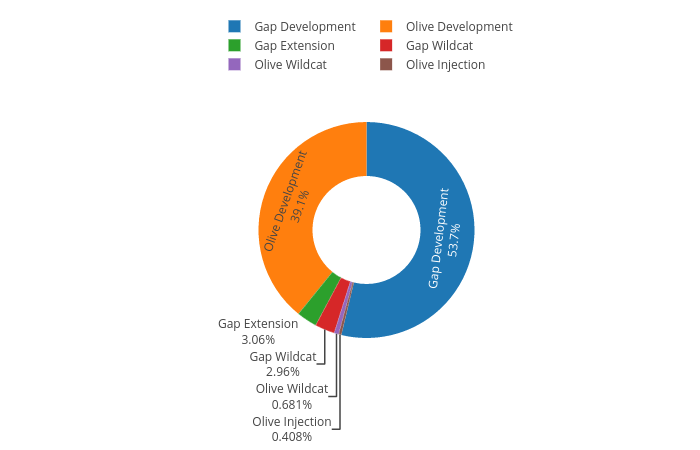 Gap Development
Olive Development
Gap Extension
Gap Wildcat
Olive Wildcat
Olive Injection
Olive Development
39.1%
Gap Development
53.7%
Gap Extension
3.06%
Gap Wildcat
2.96%
Olive Wildcat
0.681%
Olive Injection
0.408%